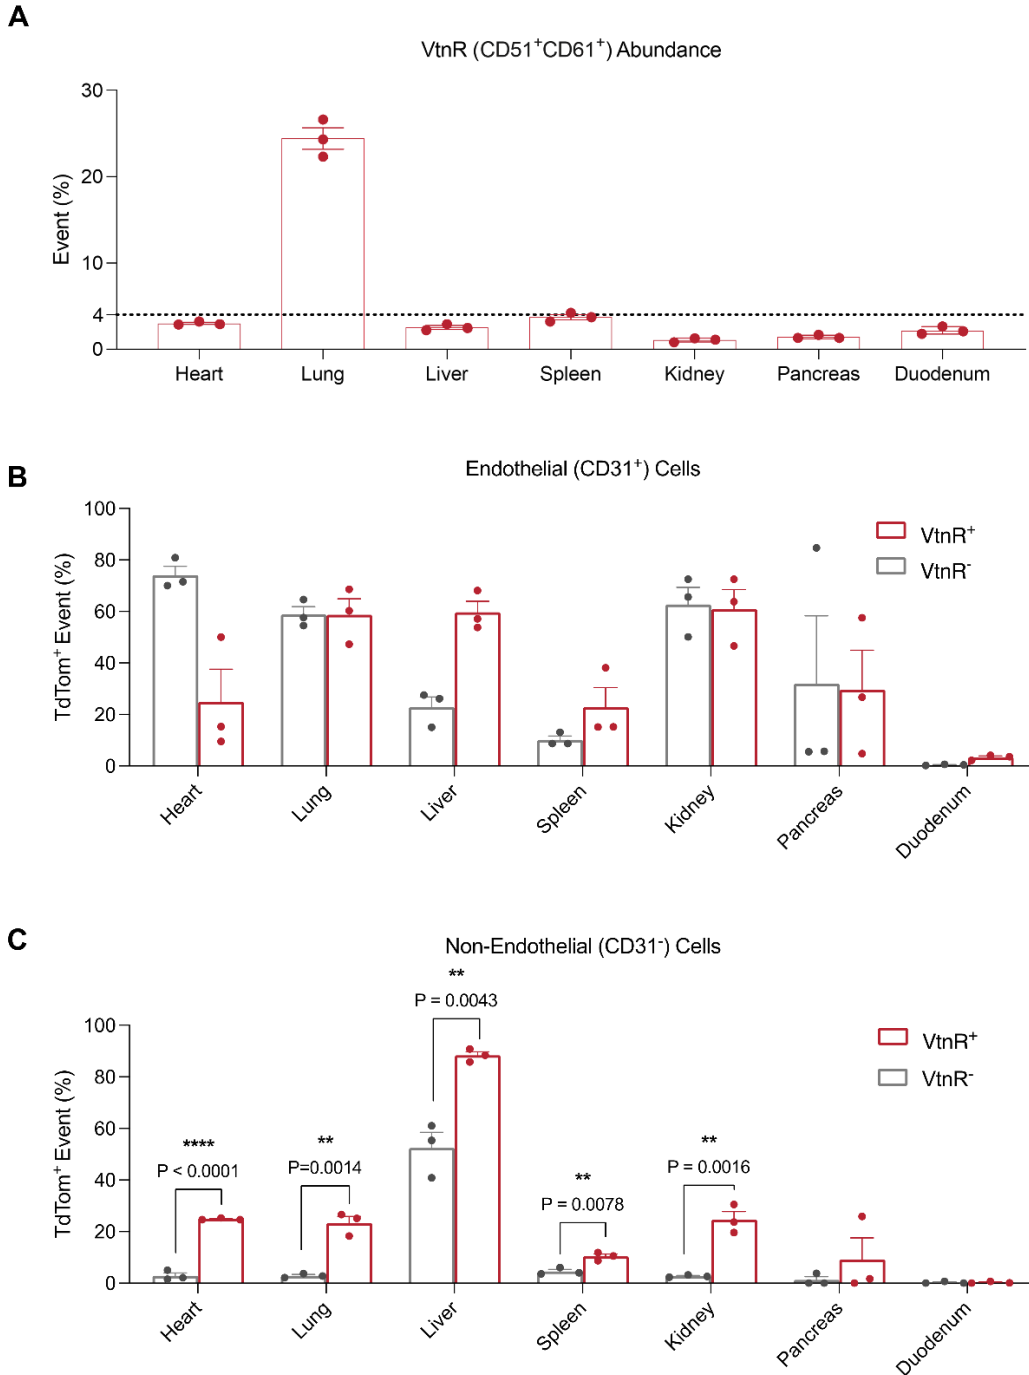 A
VtnR (CD51⁺CD61⁺) Abundance
Event (%)
30
20
10
4
0
Heart Lung Liver Spleen Kidney Pancreas Duodenum
B
Endothelial (CD31⁺) Cells
TdTom⁺ Event (%)
100
80
60
40
20
0
VtnR⁺
VtnR⁻
Heart Lung Liver Spleen Kidney Pancreas Duodenum
C
Non-Endothelial (CD31⁻) Cells
TdTom⁺ Event (%)
100
80
60
40
20
0
**** 
P < 0.0001
**
P=0.0014
**
P = 0.0043
**
P = 0.0078
**
P = 0.0016
VtnR⁺
VtnR⁻
Heart Lung Liver Spleen Kidney Pancreas Duodenum